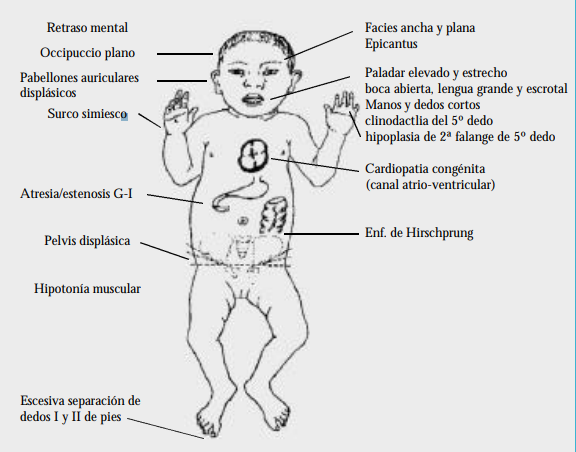 Retraso mental
Occipuccio plano
Pabellones auriculares
displásicos
Surco simiesco
Atresia/estenosis G-I
Pelvis displásica
Hipotonía muscular
Escesiva separación de
dedos I y II de pies
Facies ancha y plana
Epicantus
Paladar elevado y estrecho
boca abierta, lengua grande y escrotal
Manos y dedos cortos
clinodactlia del 5º dedo
hipoplasia de 2ª falange de 5º dedo
Cardiopatia congénita
(canal atrio-ventricular)
Enf. de Hirschprung